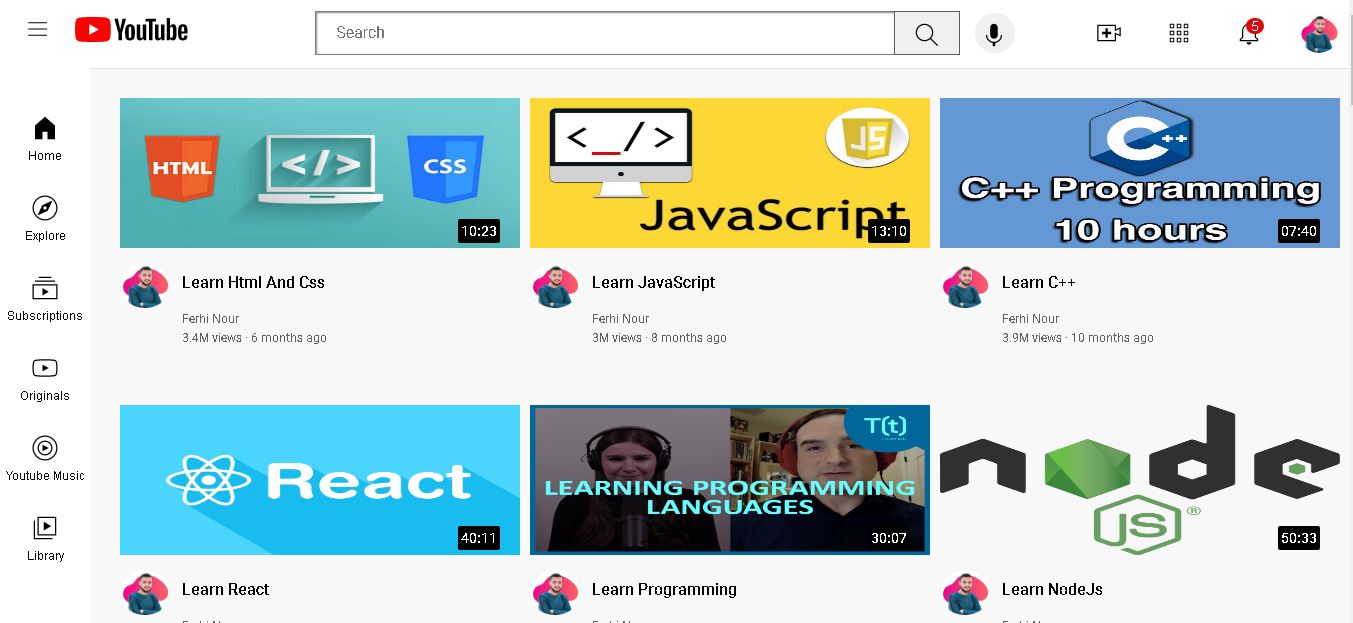 YouTube
Search
5
Home
Explore
Subscriptions
Originals
Youtube Music
Library
HTML
</>
CSS
10:23
Learn Html And Css
Ferhi Nour
3.4M views · 6 months ago
<_/>
JS
JavaScript
13:10
Learn JavaScript
Ferhi Nour
3M views · 8 months ago
C++
C++ Programming
10 hours
07:40
Learn C++
Ferhi Nour
3.9M views · 10 months ago
React
40:11
Learn React
T(t)
LEARNING PROGRAMMING
LANGUAGES
30:07
Learn Programming
node
JS®
50:33
Learn NodeJs